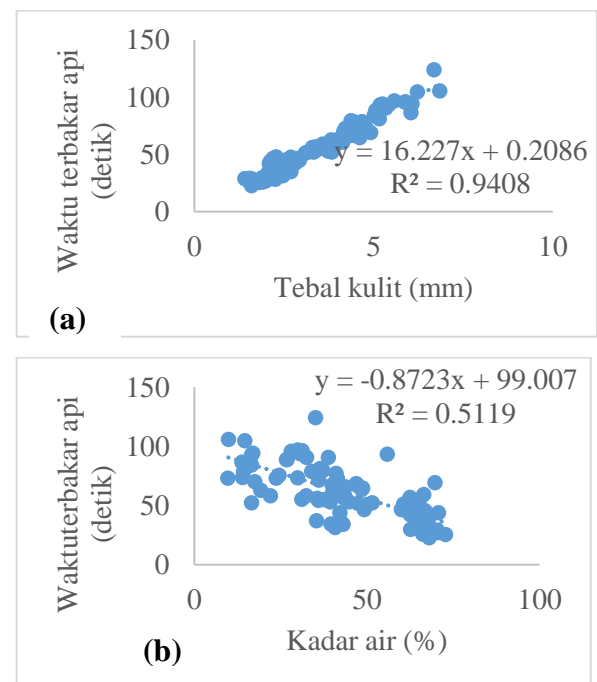 150
100
50
0
0 5 10
Waktu terbakar api
(detik)
y = 16.227x + 0.2086
R² = 0.9408
Tebal kulit (mm)
(a)
150
100
50
0
0 50 100
Waktuterbakar api
(detik)
y = -0.8723x + 99.007
R² = 0.5119
Kadar air (%)
(b)